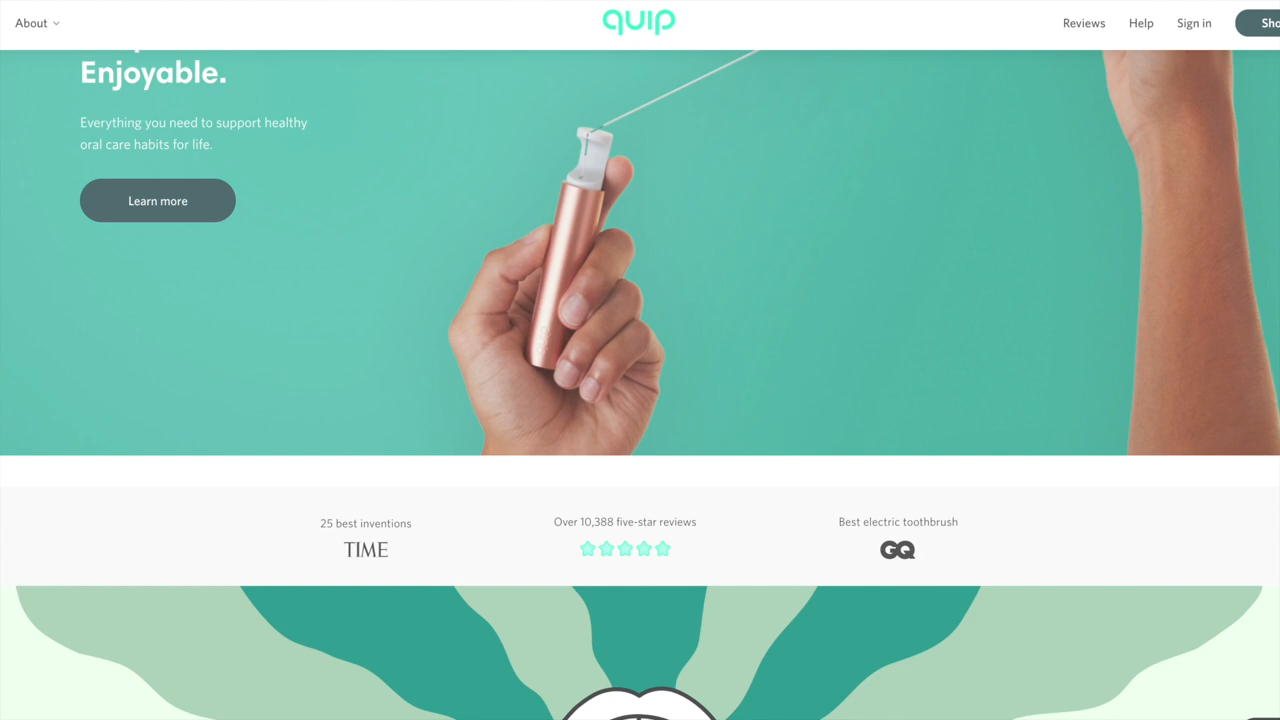 About
quip
Reviews
Help
Sign in
Enjoyable.
Everything you need to support healthy
oral care habits for life.
Learn more
25 best inventions
TIME
Over 10,388 five-star reviews
Best electric toothbrush
GQ